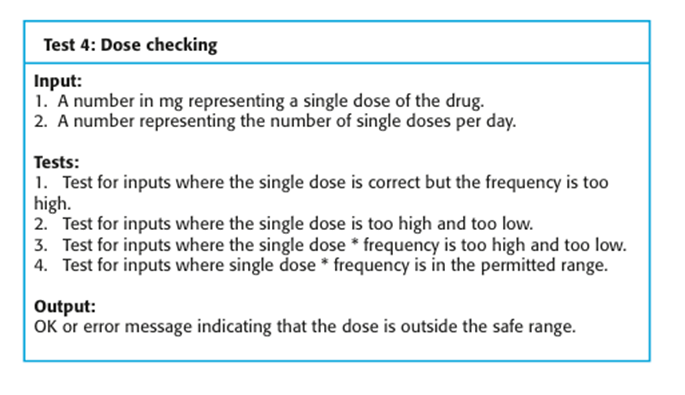 Test 4: Dose checking
Input:
1. A number in mg representing a single dose of the drug.
2. A number representing the number of single doses per day.
Tests:
1. Test for inputs where the single dose is correct but the frequency is too
high.
2. Test for inputs where the single dose is too high and too low.
3. Test for inputs where the single dose * frequency is too high and too low.
4. Test for inputs where single dose * frequency is in the permitted range.
Output:
OK or error message indicating that the dose is outside the safe range.